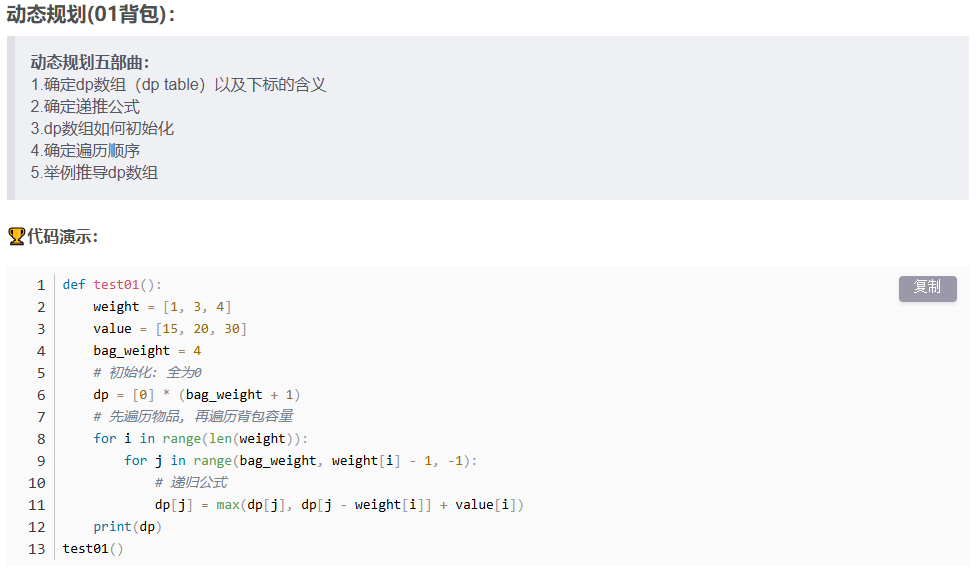 动态规划(01背包)：
动态规划五部曲：
1.确定dp数组（dp table）以及下标的含义
2.确定递推公式
3.dp数组如何初始化
4.确定遍历顺序
5.举例推导dp数组
🏆代码演示：
复制
1 def test01():
2     weight = [1, 3, 4]
3     value = [15, 20, 30]
4     bag_weight = 4
5     # 初始化: 全为0
6     dp = [0] * (bag_weight + 1)
7     # 先遍历物品, 再遍历背包容量
8     for i in range(len(weight)):
9         for j in range(bag_weight, weight[i] - 1, -1):
10             # 递归公式
11             dp[j] = max(dp[j], dp[j - weight[i]] + value[i])
12     print(dp)
13 test01()